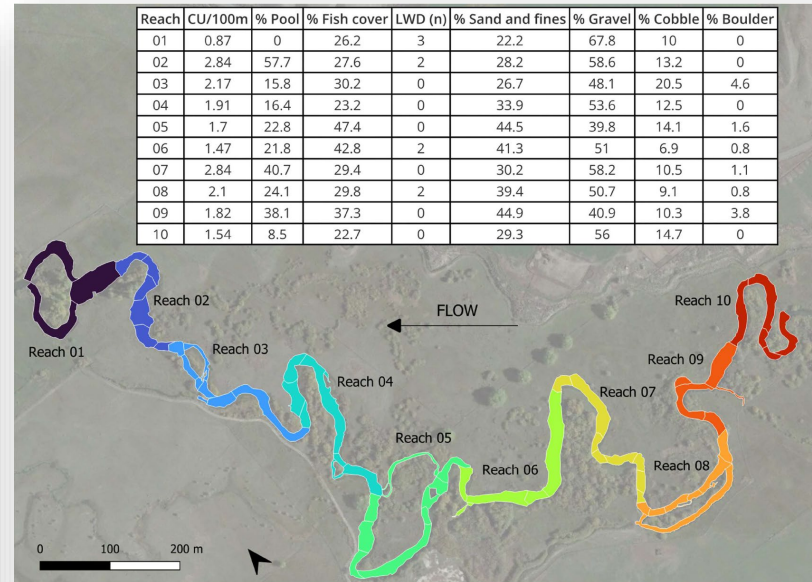 Reach CU/100m % Pool % Fish cover LWD (n) % Sand and fines % Gravel % Cobble % Boulder
01 0.87 0 26.2 3 22.2 67.8 10 0
02 2.84 57.7 27.6 2 28.2 58.6 13.2 0
03 2.17 15.8 30.2 0 26.7 48.1 20.5 4.6
04 1.91 16.4 23.2 0 33.9 53.6 12.5 0
05 1.7 22.8 47.4 0 44.5 39.8 14.1 1.6
06 1.47 21.8 42.8 2 41.3 51 6.9 0.8
07 2.84 40.7 29.4 0 30.2 58.2 10.5 1.1
08 2.1 24.1 29.8 2 39.4 50.7 9.1 0.8
09 1.82 38.1 37.3 0 44.9 40.9 10.3 3.8
10 1.54 8.5 22.7 0 29.3 56 14.7 0
Reach 02
Reach 10
FLOW
Reach 01
Reach 03
Reach 09
Reach 04
Reach 07
Reach 05
Reach 06
Reach 08
0 100 200 m